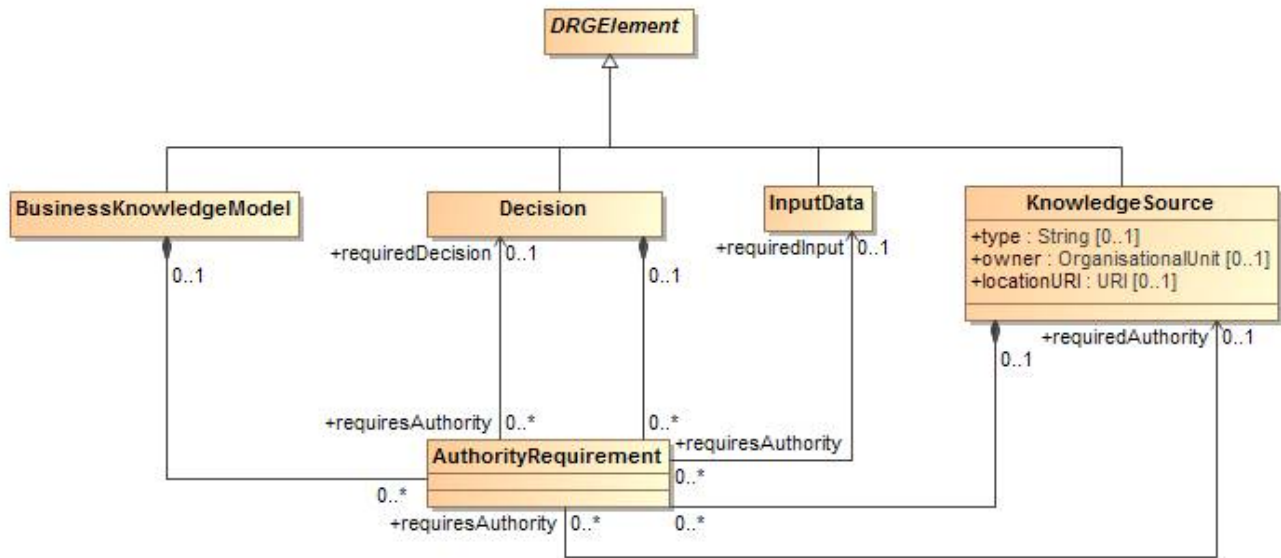 DRGElement
BusinessKnowledgeModel
Decision
InputData
KnowledgeSource
+type : String [0..1]
+owner : OrganisationalUnit [0..1]
+locationURI : URI [0..1]
0..1
+requiredDecision 0..1
0..1
+requiredInput 0..1
+requiredAuthority 0..1
0..1
+requiresAuthority 0..*
0..*
+requiresAuthority
AuthorityRequirement
0..*
0..*
+requiresAuthority 0..*
0..*